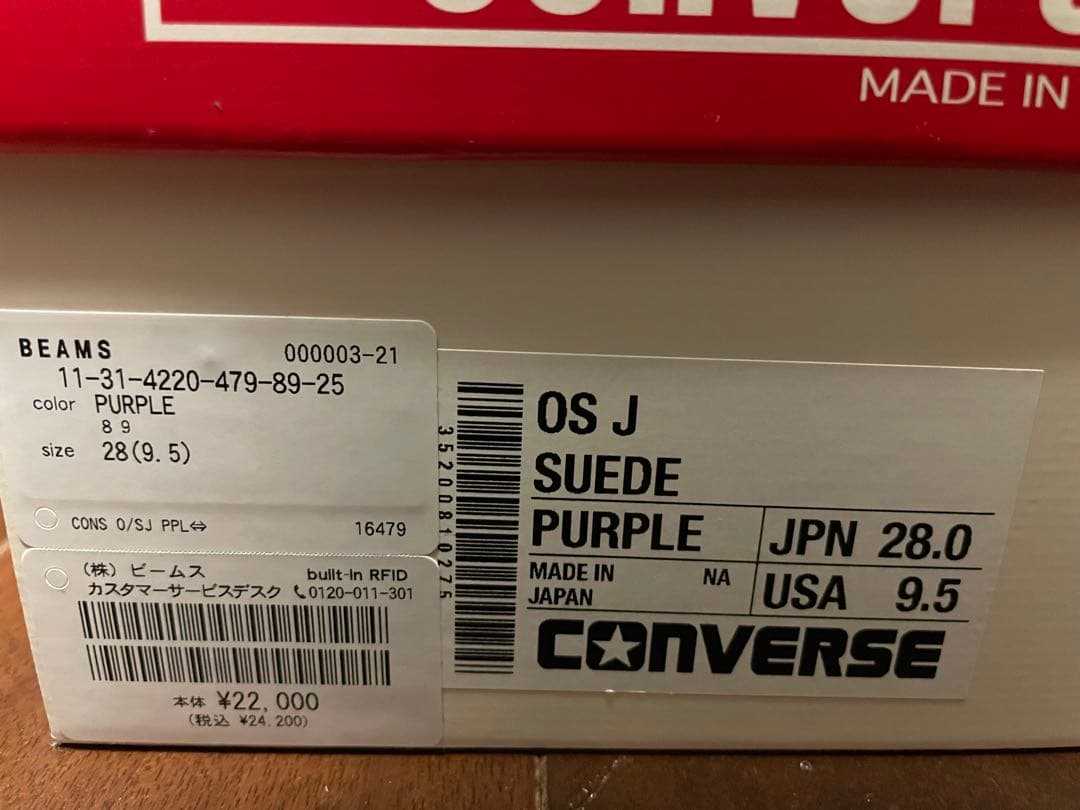 CONVERS
MADE IN
BEAMS 000003-21
11-31-4220-479-89-25
color PURPLE
89
size 28(9.5)
CONS O/SJ PPL⇔ 16479
(株) ビームス built-in RFID
カスタマーサービスデスク 0120-011-301
本体 ¥22,000
(税込 ¥24,200)
35200810275
OS J
SUEDE
PURPLE JPN 28.0
MADE IN JAPAN NA USA 9.5
CONVERSE